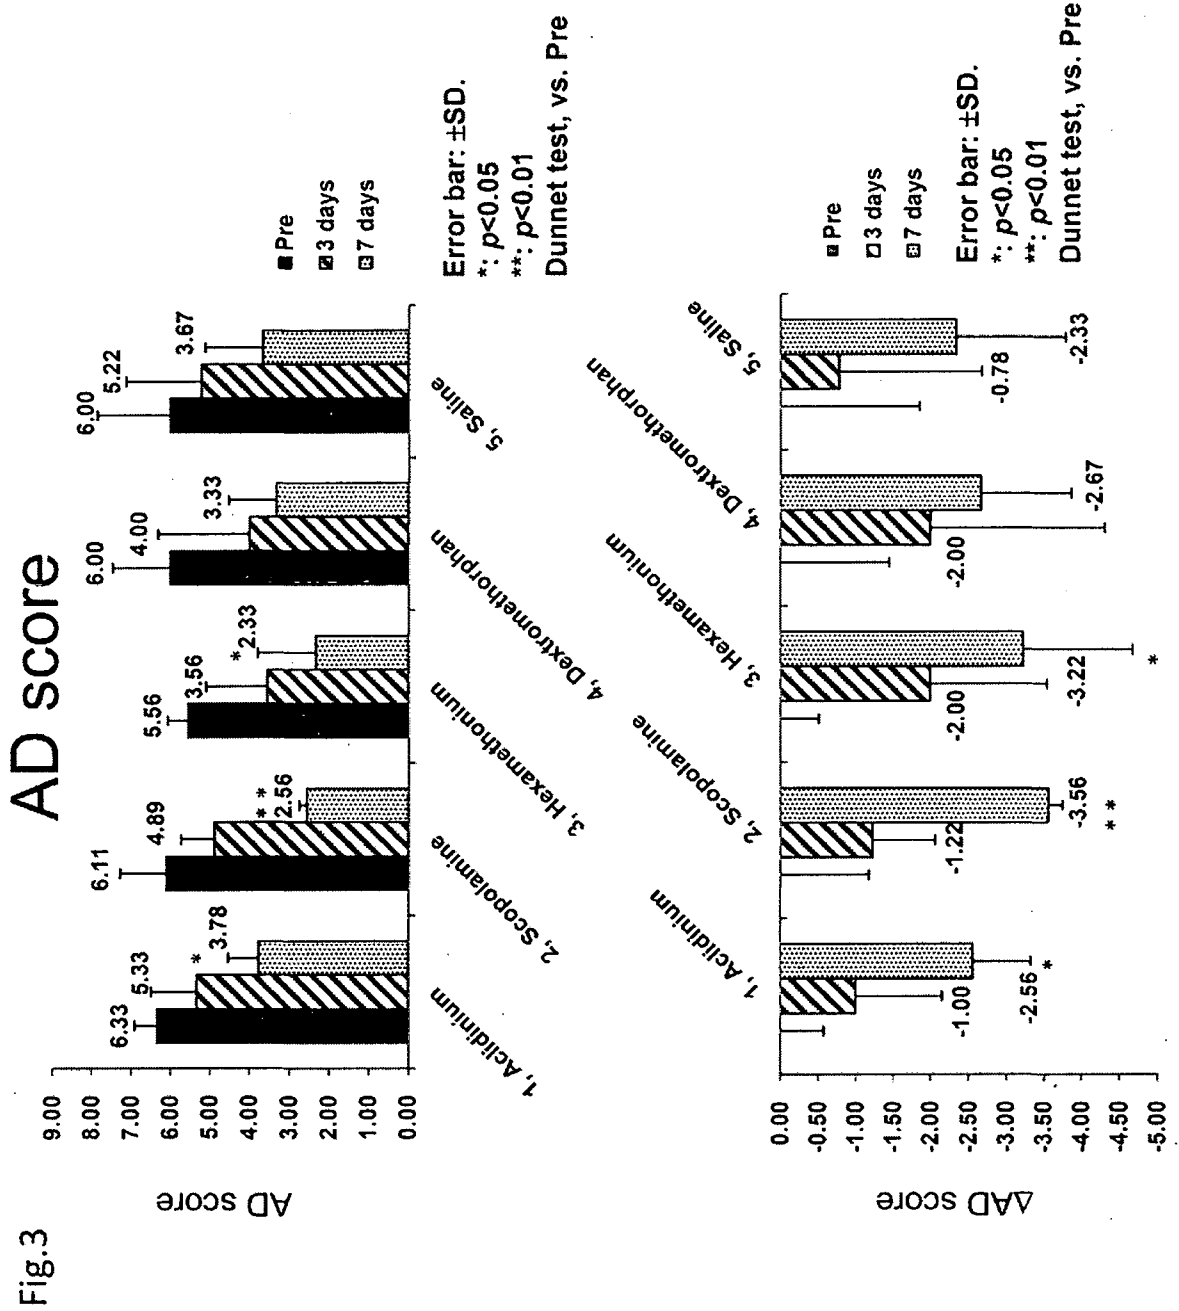 Fig.3
AD score
AD score
9.00
8.00
7.00
6.00
5.00
4.00
3.00
2.00
1.00
0.00
6.33
5.33
*
3.78
6.11
4.89
* *
2.56
5.56
3.56
*
2.33
6.00
4.00
3.33
6.00
5.22
3.67
1, Aclidinium
2, Scopolamine
3, Hexamethonium
4, Dextromethorphan
5, Saline
Pre
3 days
7 days
Error bar: ±SD.
*: p<0.05
**: p<0.01
Dunnet test, vs. Pre
ΔAD score
0.00
-0.50
-1.00
-1.50
-2.00
-2.50
-3.00
-3.50
-4.00
-4.50
-5.00
1, Aclidinium
2, Scopolamine
3, Hexamethonium
4, Dextromethorphan
5, Saline
-1.00
-2.56
*
-1.22
-3.56
* *
-2.00
-3.22
*
-2.00
-2.67
-0.78
-2.33
Pre
3 days
7 days
Error bar: ±SD.
*: p<0.05
**: p<0.01
Dunnet test, vs. Pre